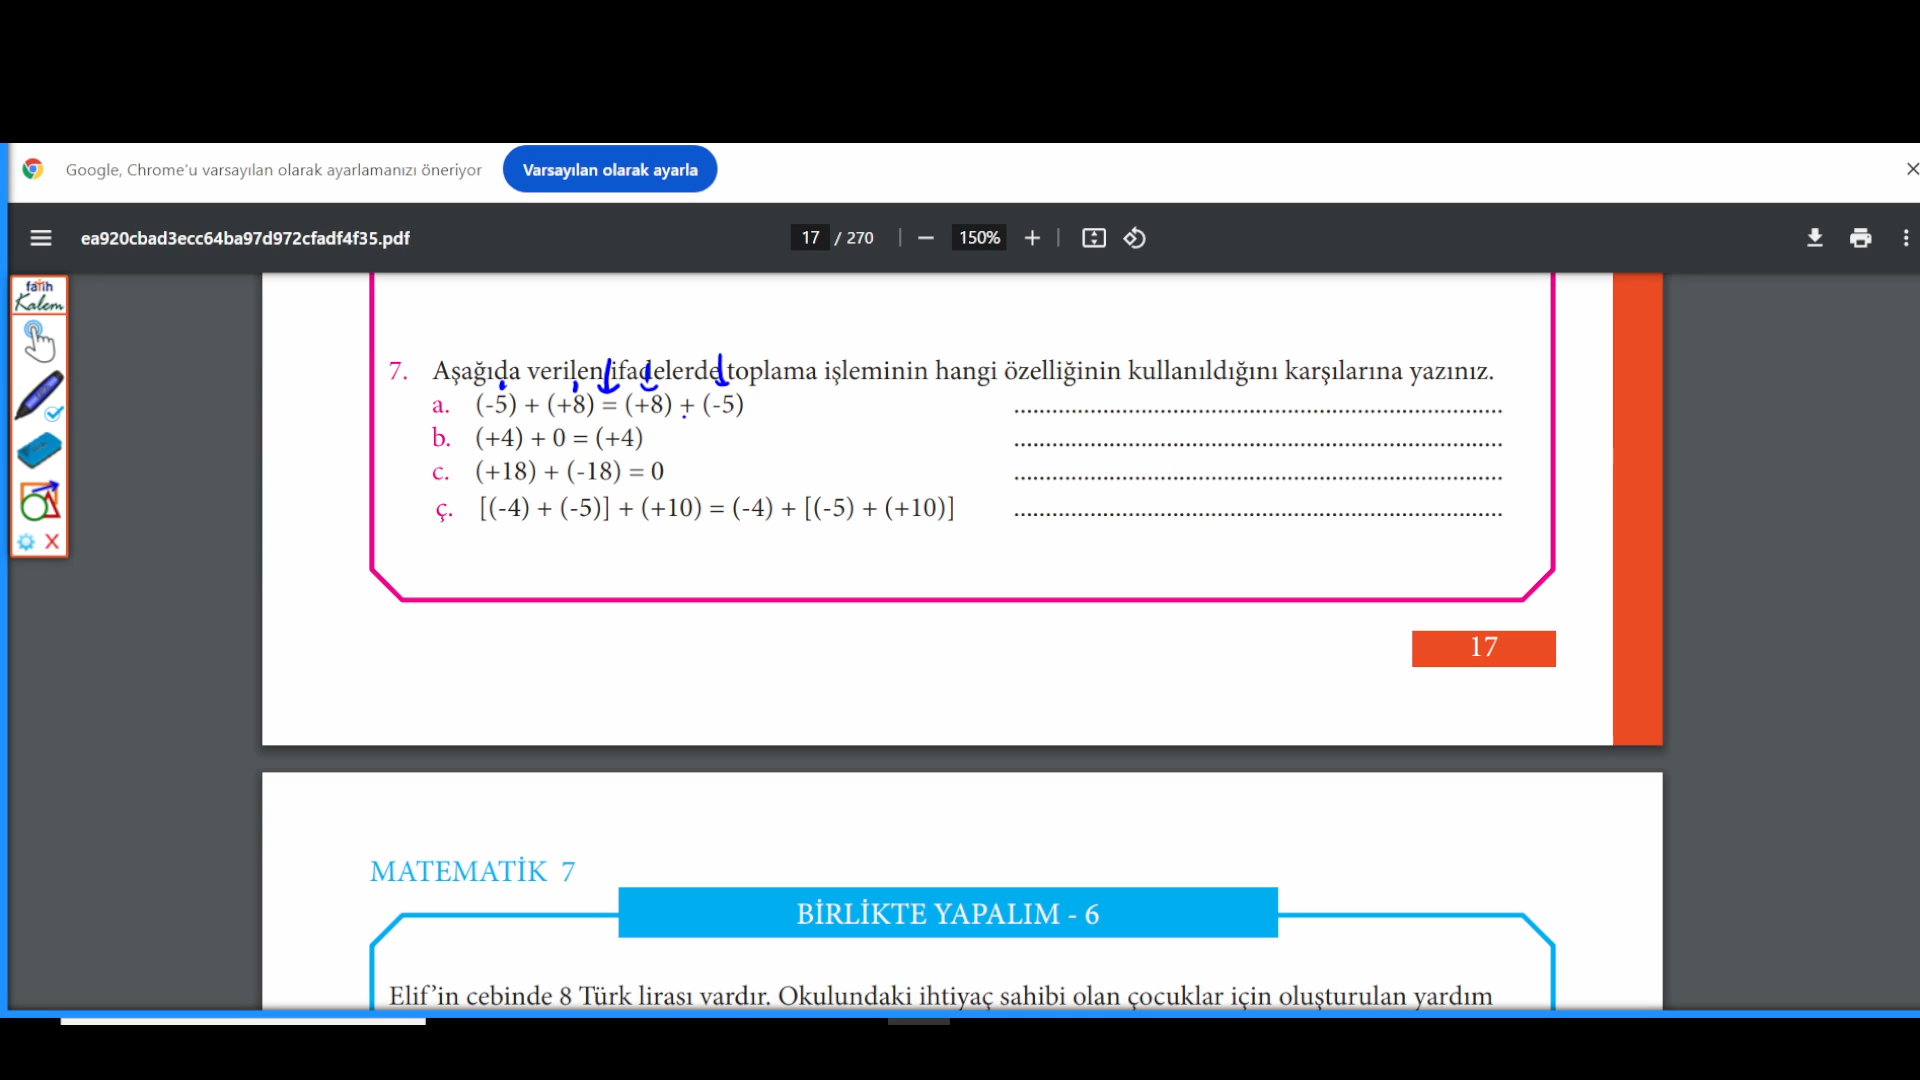 Google, Chrome'u varsayılan olarak ayarlamanızı öneriyor Varsayılan olarak ayarla
ea920cbad3ecc64ba97d972cfadf4f35.pdf 17 / 270 150%
fatih
Kalem
7. Aşağıda verilen ifadelerde toplama işleminin hangi özelliğinin kullanıldığını karşılarına yazınız.
a. (-5) + (+8) = (+8) + (-5) ................................................................................
b. (+4) + 0 = (+4) ................................................................................
c. (+18) + (-18) = 0 ................................................................................
ç. [(-4) + (-5)] + (+10) = (-4) + [(-5) + (+10)] ................................................................................
17
MATEMATİK 7
BİRLİKTE YAPALIM - 6
Elif’in cebinde 8 Türk lirası vardır. Okulundaki ihtiyaç sahibi olan çocuklar için oluşturulan yardım